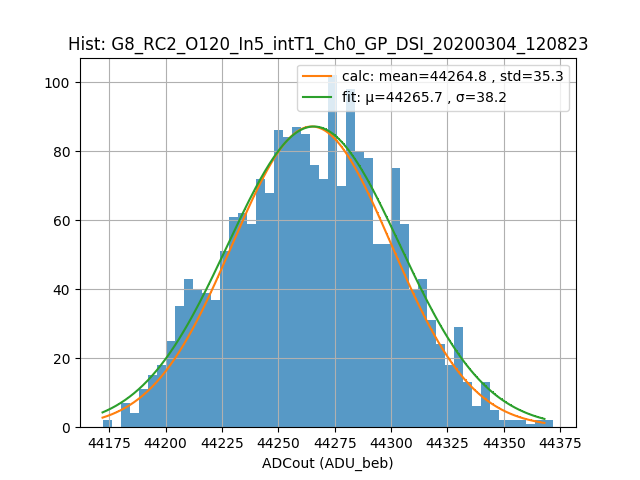 Hist: G8_RC2_O120_In5_intT1_Ch0_GP_DSI_20200304_120823
calc: mean=44264.8 , std=35.3
fit: μ=44265.7 , σ=38.2
100
80
60
40
20
0
44175 44200 44225 44250 44275 44300 44325 44350 44375
ADCout (ADU_beb)